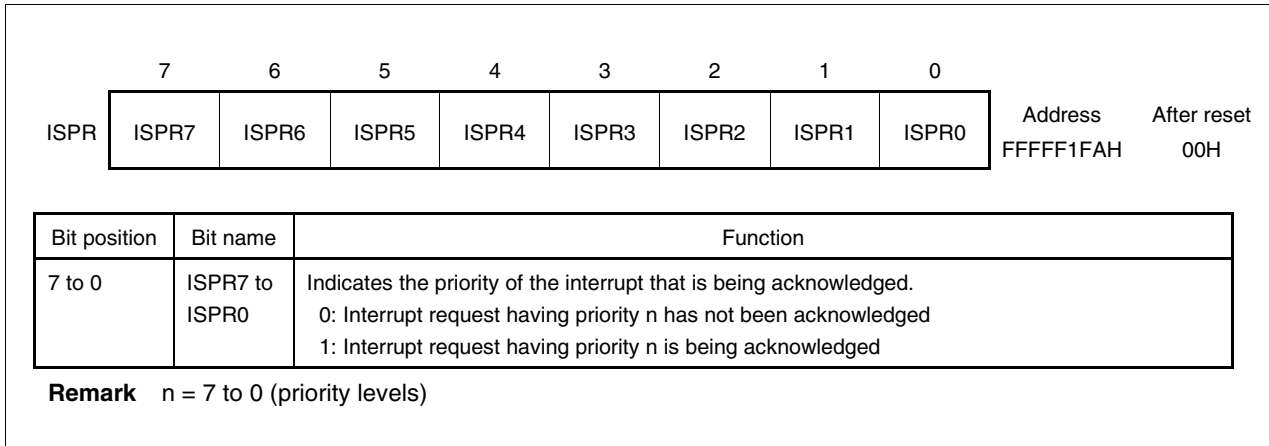 7 6 5 4 3 2 1 0
ISPR ISPR7 ISPR6 ISPR5 ISPR4 ISPR3 ISPR2 ISPR1 ISPR0 Address After reset
FFFFF1FAH 00H
Bit position Bit name Function
7 to 0 ISPR7 to Indicates the priority of the interrupt that is being acknowledged.
ISPR0 0: Interrupt request having priority n has not been acknowledged
1: Interrupt request having priority n is being acknowledged
Remark n = 7 to 0 (priority levels)